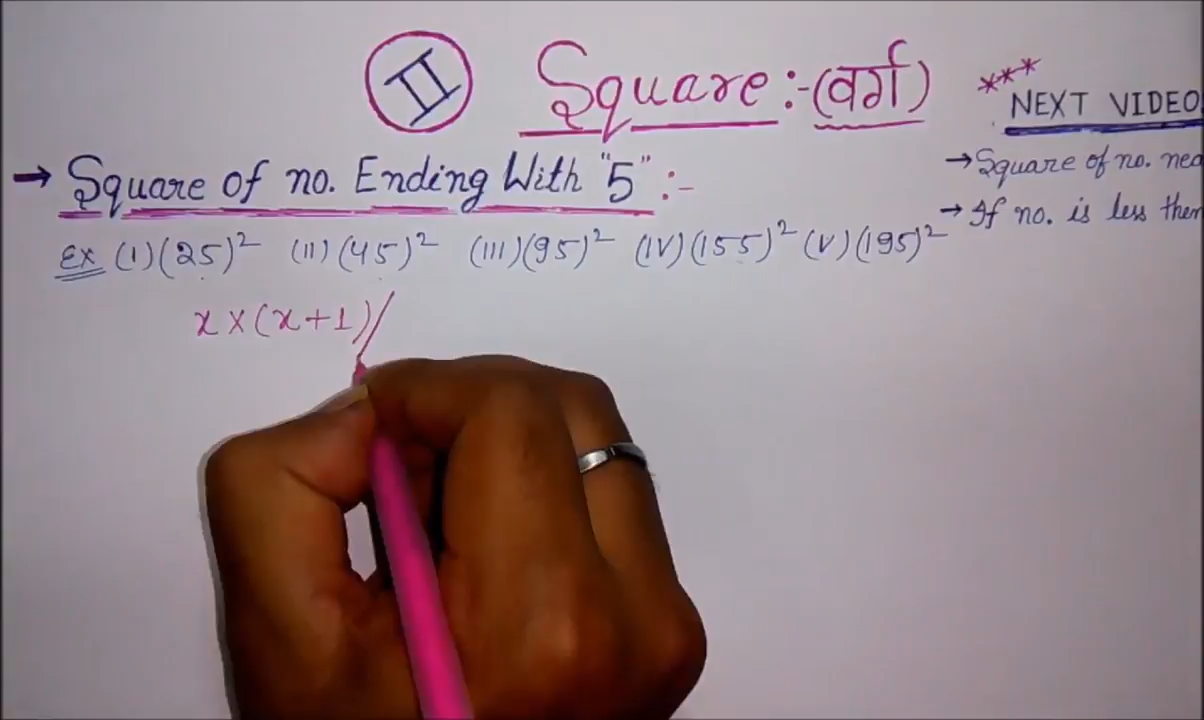 II Square :- (वर्ग)
*** NEXT VIDEO
→ Square of no. Ending With "5" :-
→ Square of no.
→ If no. is less then
Ex (I) (25)² (II) (45)² (III) (95)² (IV) (155)² (V) (195)²
x × (x+1)/